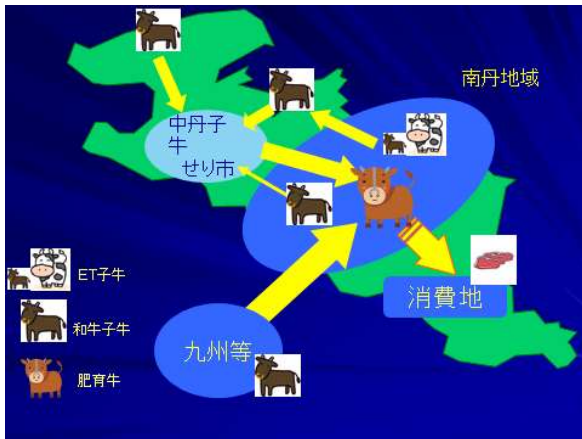 南丹地域
中丹子
牛
せり市
消費地
九州等
ET子牛
和牛子牛
肥育牛